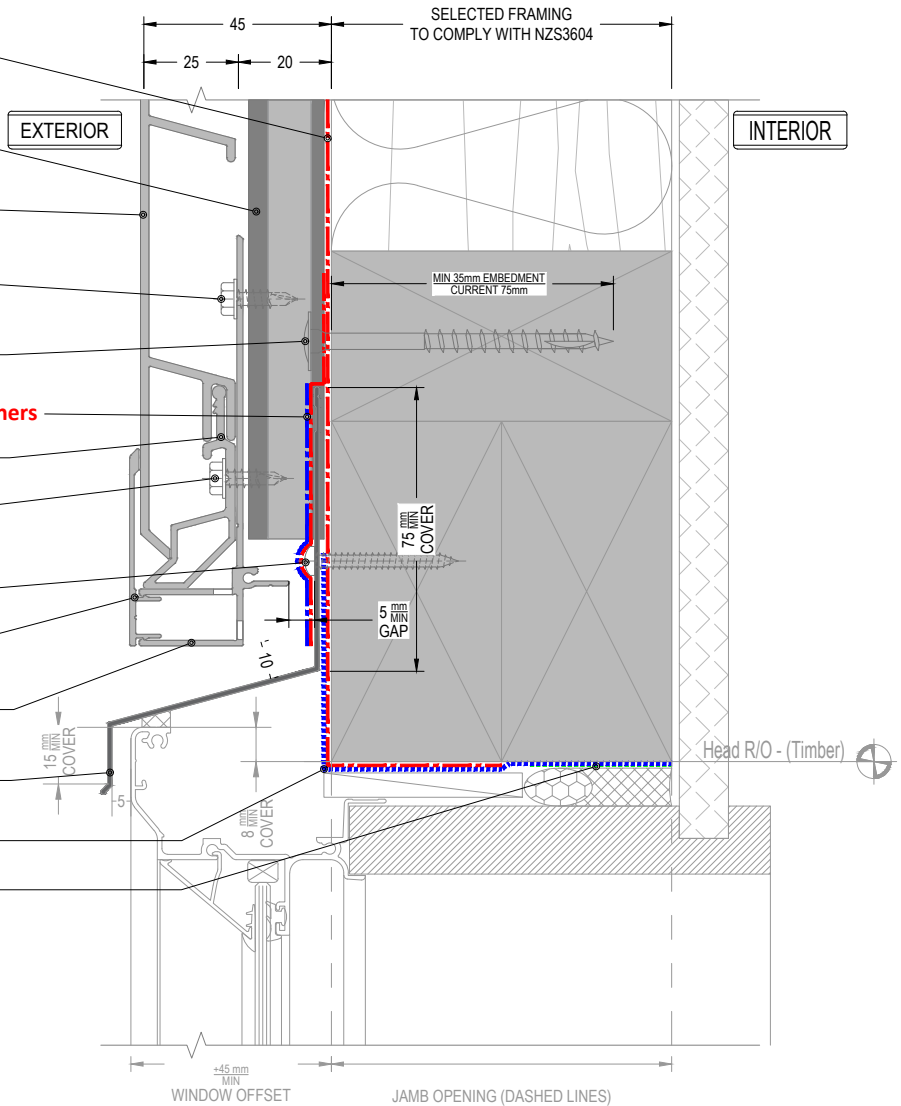 45
SELECTED FRAMING
TO COMPLY WITH NZS3604
25
20
EXTERIOR
INTERIOR
MIN 35mm EMBEDMENT
CURRENT 75mm
ners
75 mm MIN
COVER
5 mm MIN
GAP
-10-
15 mm MIN
COVER
-5-
8 mm MIN
COVER
Head R/O - (Timber)
+45 mm
MIN
WINDOW OFFSET
JAMB OPENING (DASHED LINES)